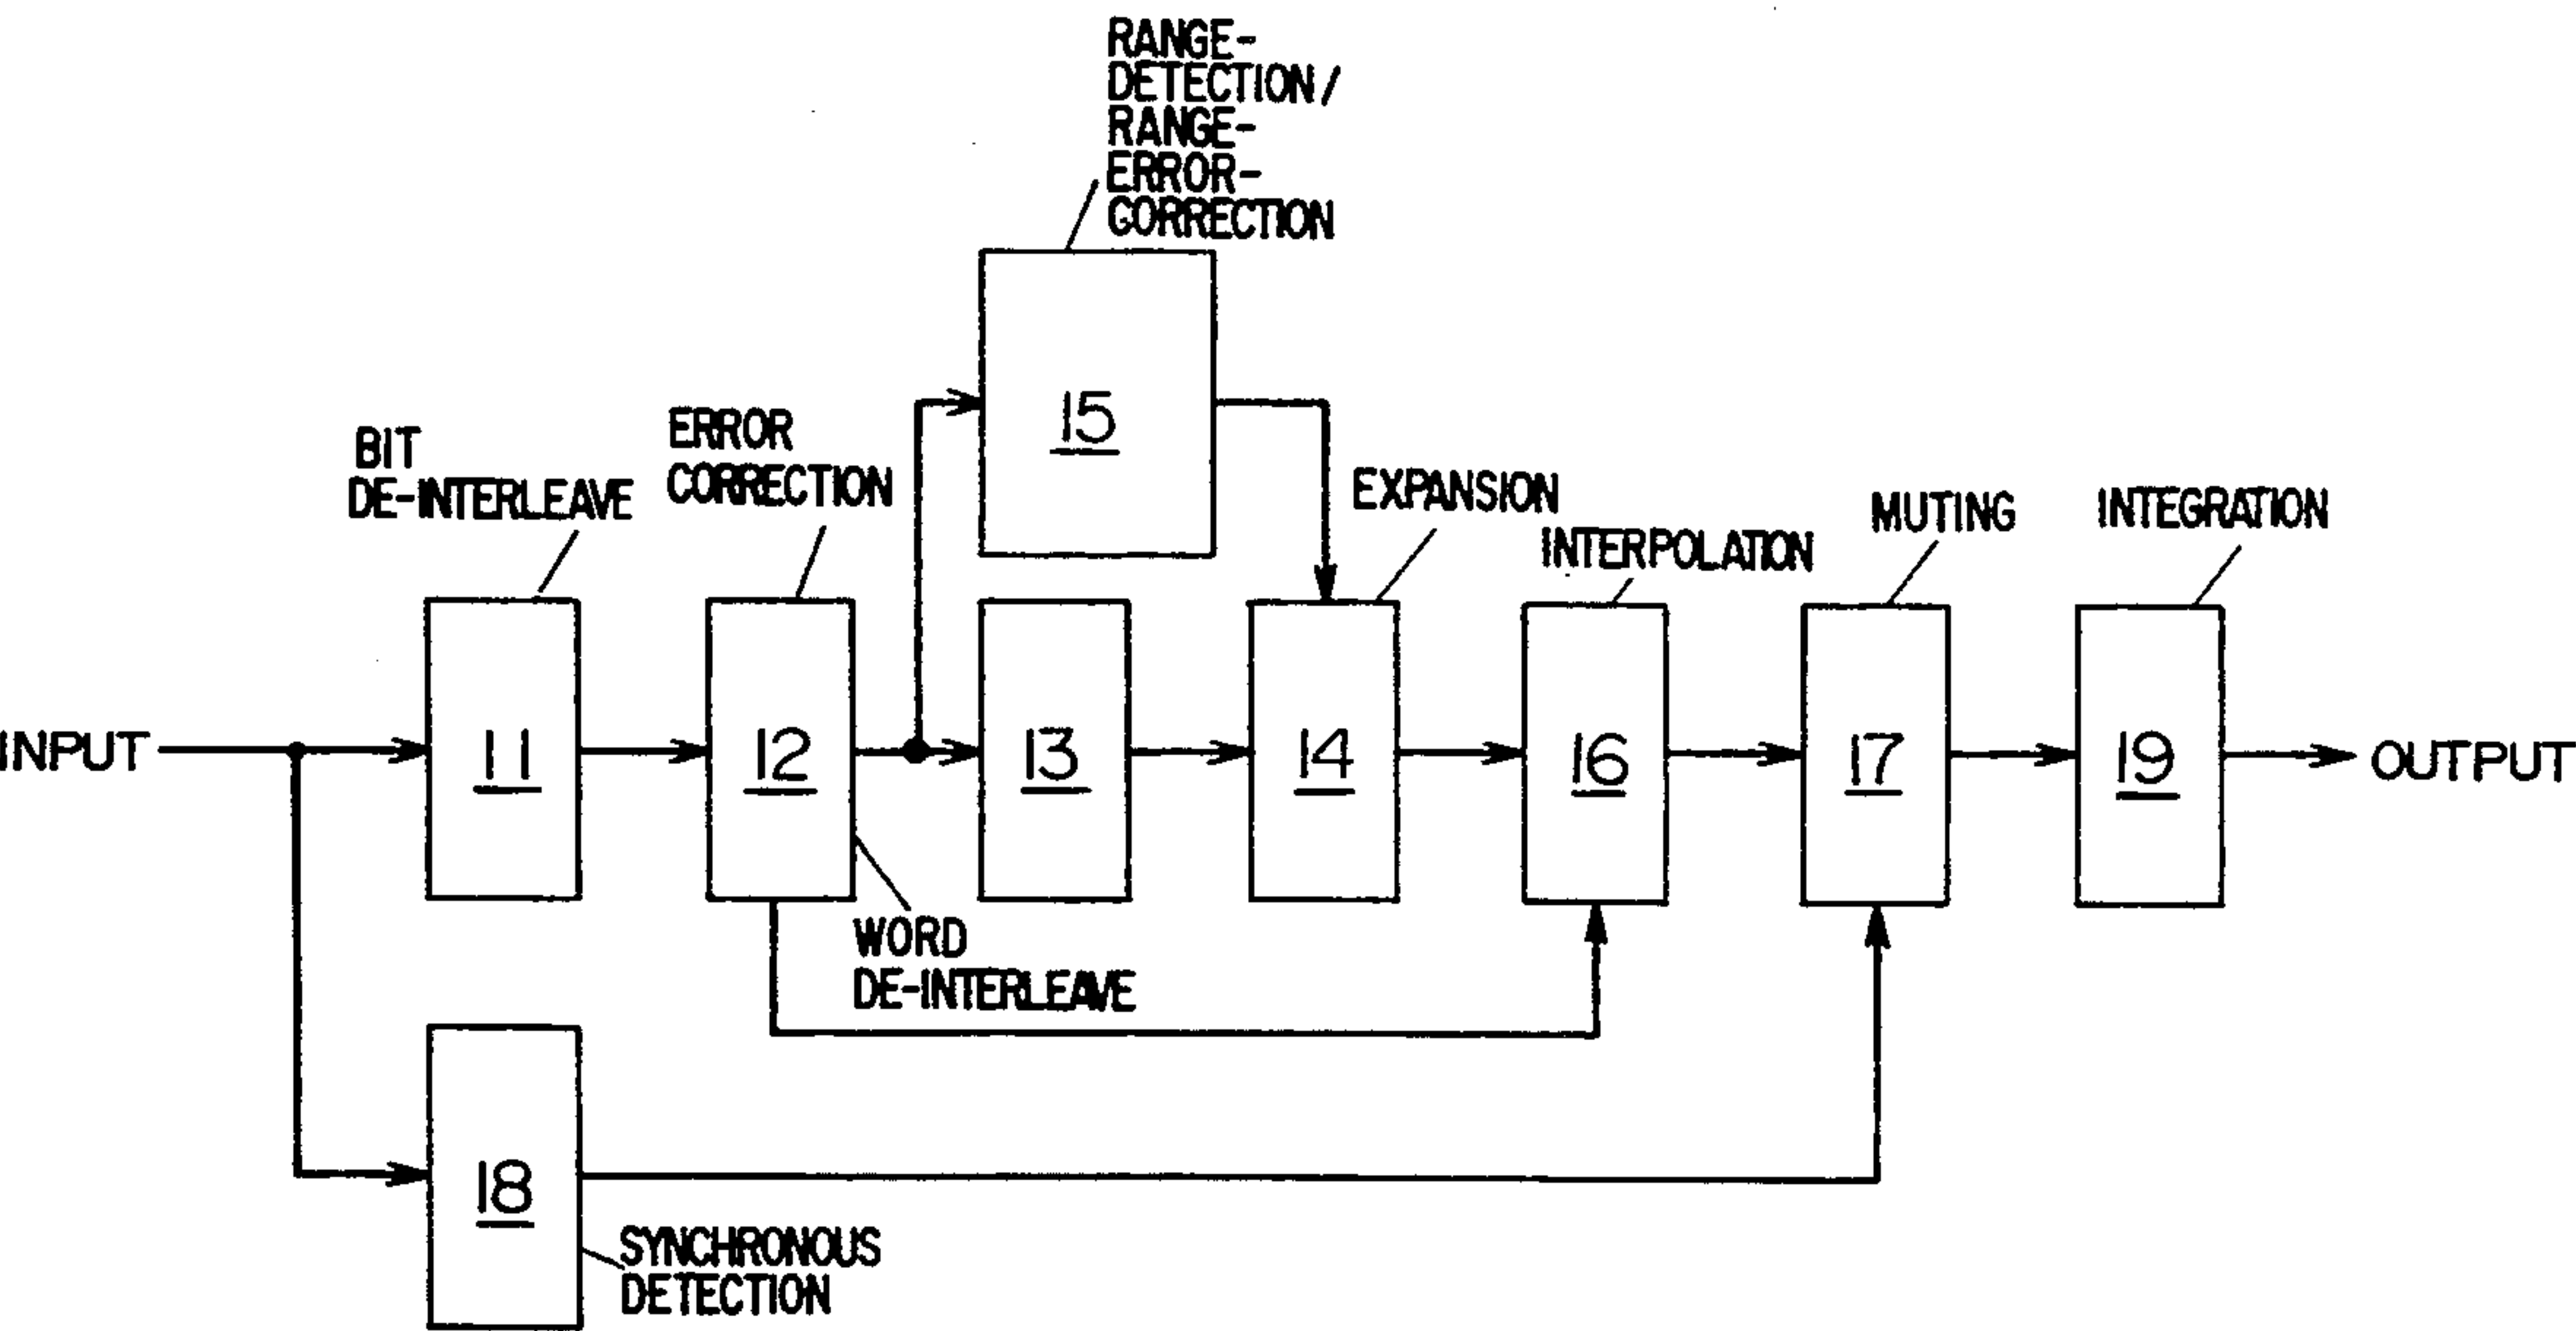 RANGE-
DETECTION/
RANGE-
ERROR-
GORRECTION
BIT
DE-INTERLEAVE
ERROR
CORRECTION
EXPANSION
INTERPOLATION
MUTING
INTEGRATION
15
INPUT
11
12
13
14
16
17
19
OUTPUT
WORD
DE-INTERLEAVE
18
SYNCHRONOUS
DETECTION